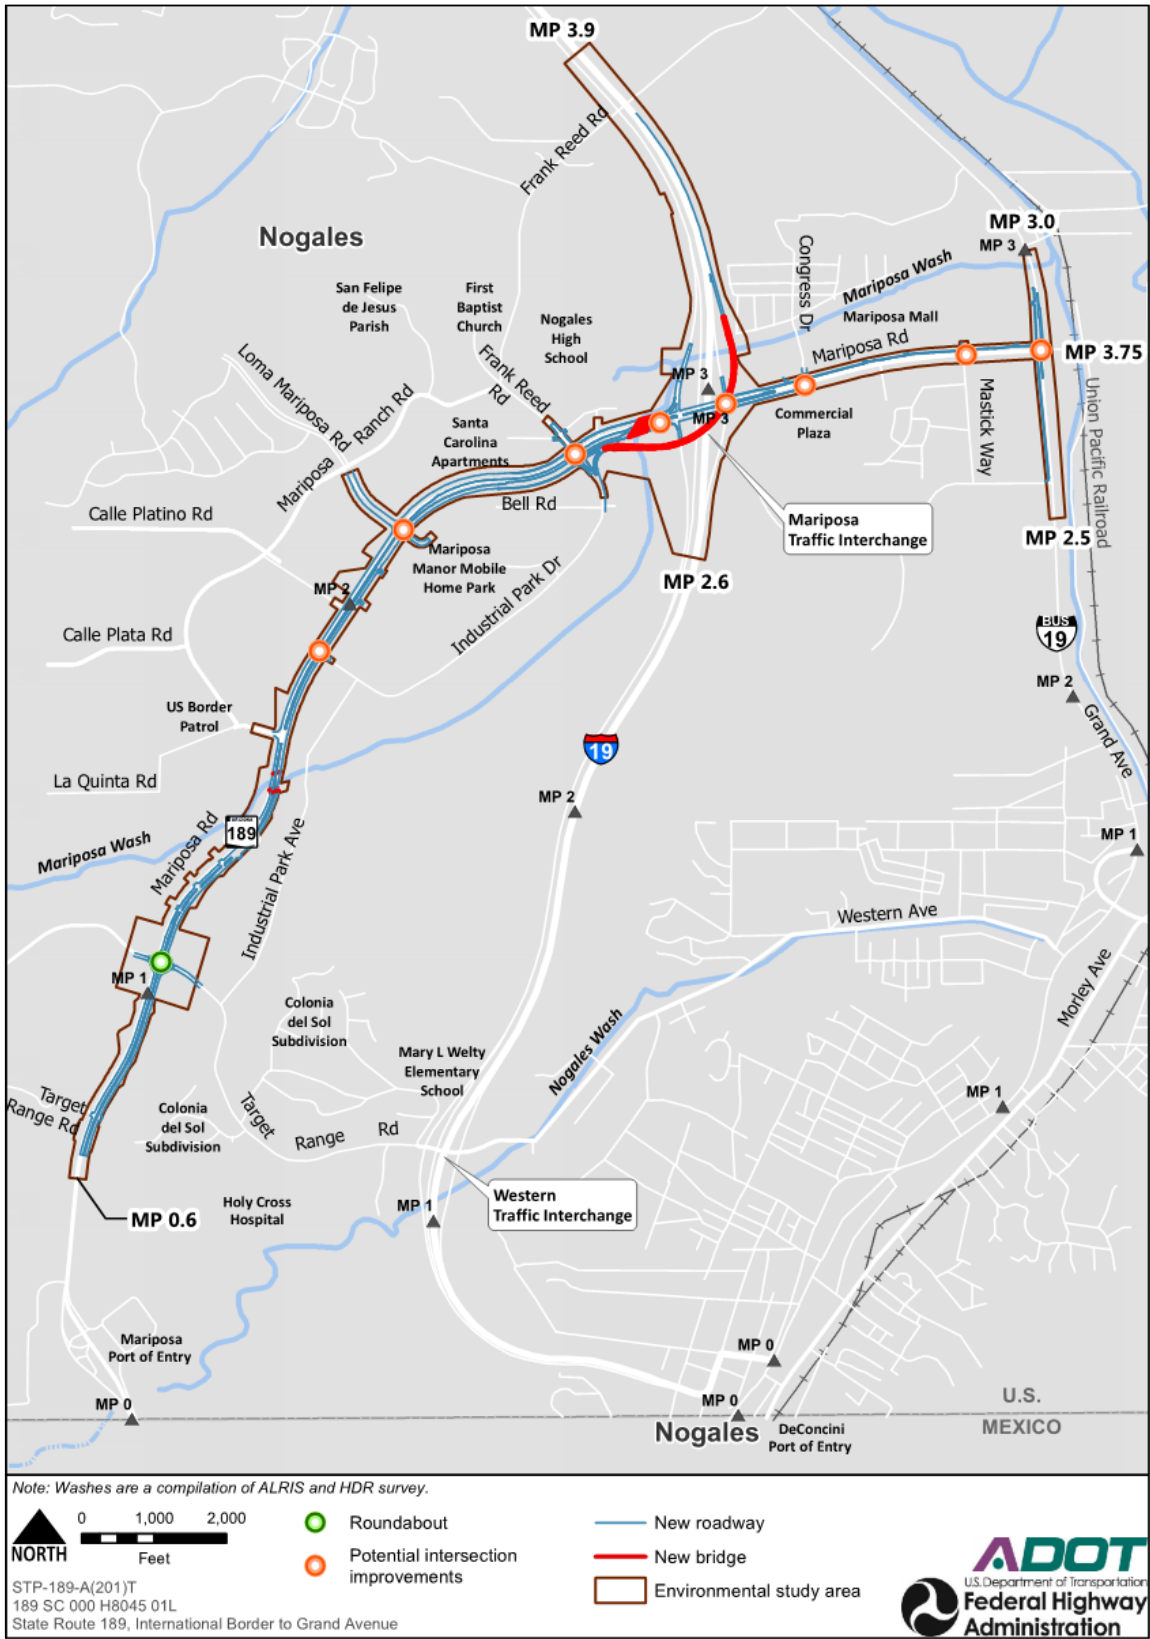 MP 3.9
Frank Reed Rd
Nogales
MP 3.0
MP 3
Congress Dr
Mariposa Wash
San Felipe
de Jesus
Parish
First
Baptist
Church
Nogales
High
School
Mariposa Mall
Mariposa Rd
MP 3.75
Loma Mariposa Rd
Mariposa Ranch Rd
Frank Reed
Rd
MP 3
MP 3
Santa
Carolina
Apartments
Commercial
Plaza
Mastick Way
Union Pacific Railroad
Calle Platino Rd
Bell Rd
Mariposa
Traffic Interchange
MP 2.5
Mariposa
Manor Mobile
Home Park
MP 2
MP 2.6
Industrial Park Dr
Calle Plata Rd
BUS
19
MP 2
US Border
Patrol
Grand Ave
19
La Quinta Rd
MP 2
189
Mariposa Rd
Mariposa Wash
Industrial Park Ave
MP 1
Western Ave
MP 1
Morley Ave
Colonia
del Sol
Subdivision
Nogales Wash
Mary L Welty
Elementary
School
MP 1
Target
Range Rd
Colonia
del Sol
Subdivision
Target Range Rd
Western
Traffic Interchange
MP 0.6
Holy Cross
Hospital
MP 1
Mariposa
Port of Entry
MP 0
MP 0
MP 0
U.S.
MEXICO
Nogales
DeConcini
Port of Entry
Note: Washes are a compilation of ALRIS and HDR survey.
NORTH
0 1,000 2,000
Feet
Roundabout
Potential intersection
improvements
New roadway
New bridge
Environmental study area
STP-189-A(201)T
189 SC 000 H8045 01L
State Route 189, International Border to Grand Avenue
ADOT
U.S. Department of Transportation
Federal Highway
Administration